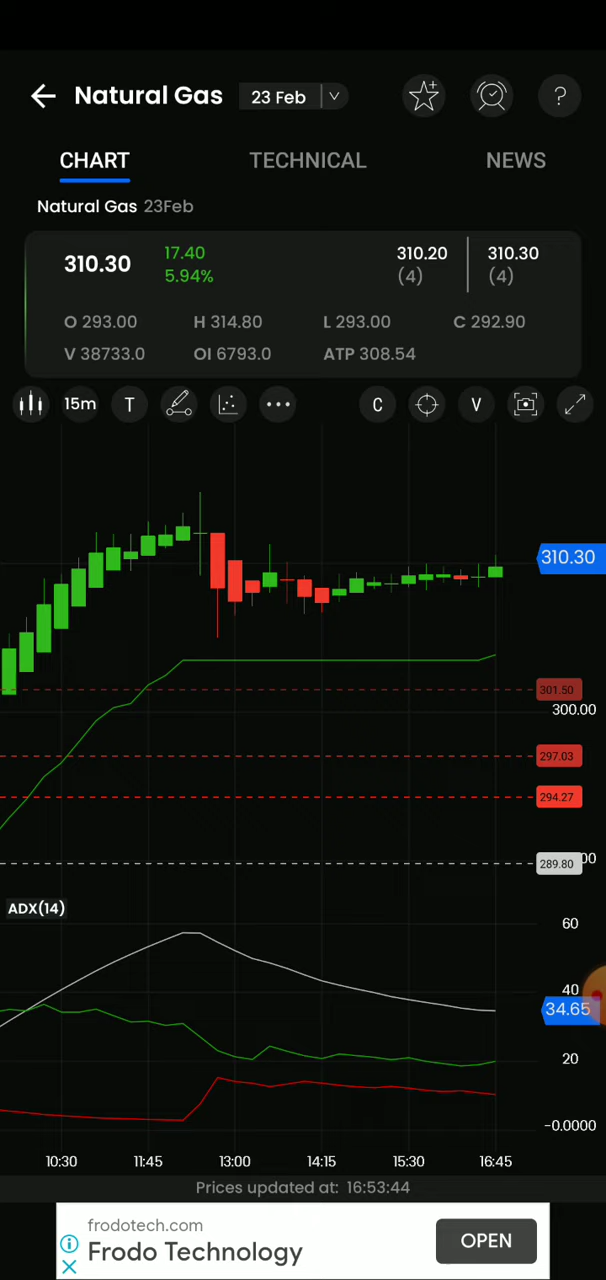 Natural Gas 23 Feb ?
CHART TECHNICAL NEWS
Natural Gas 23Feb
310.30 17.40 5.94% 310.20 (4) 310.30 (4)
O 293.00 H 314.80 L 293.00 C 292.90
V 38733.0 OI 6793.0 ATP 308.54
15m T C V
310.30
301.50
300.00
297.03
294.27
289.80
ADX(14)
60
40
34.65
20
-0.0000
10:30 11:45 13:00 14:15 15:30 16:45
Prices updated at: 16:53:44
frodotech.com
Frodo Technology
OPEN